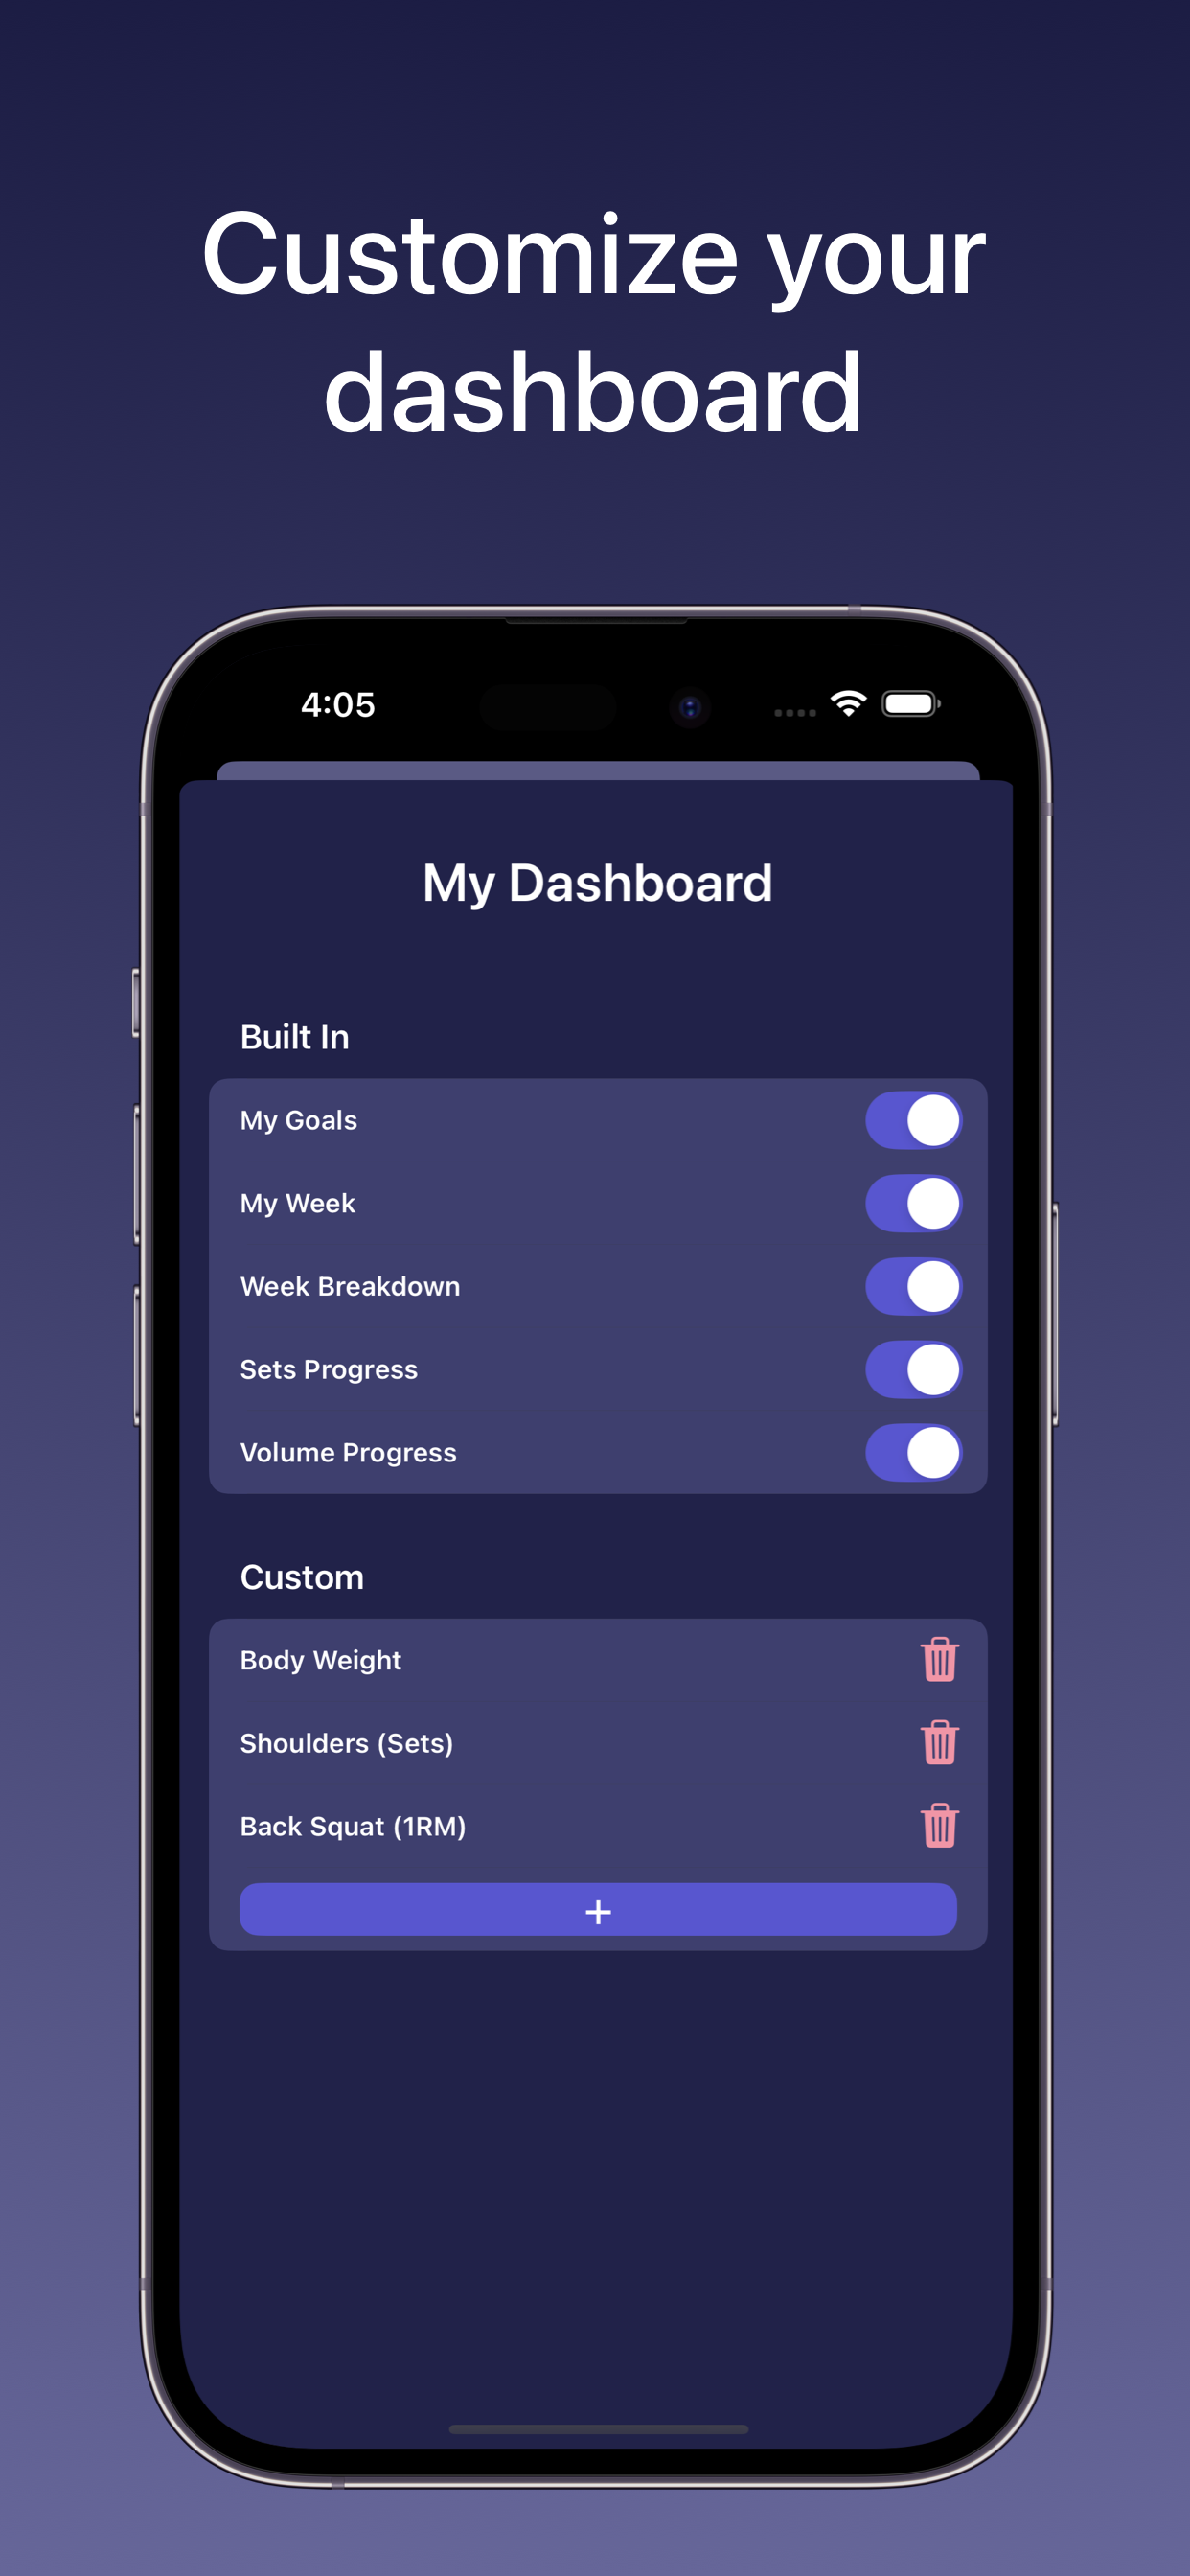 Customize your
dashboard
4:05
My Dashboard
Built In
My Goals
My Week
Week Breakdown
Sets Progress
Volume Progress
Custom
Body Weight
Shoulders (Sets)
Back Squat (1RM)
+